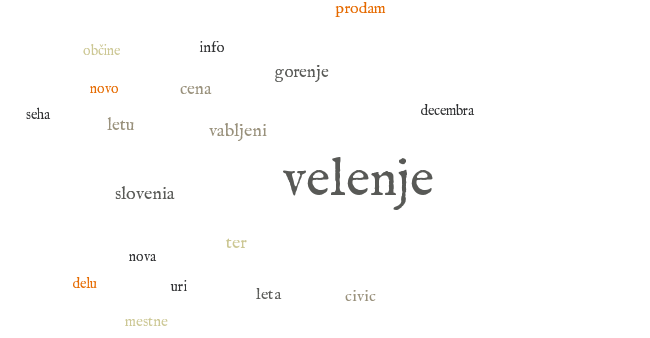 prodam
info
občine
gorenje
novo
cena
decembra
seha
letu
vabljeni
velenje
slovenia
ter
nova
delu
uri
leta
civic
mestne